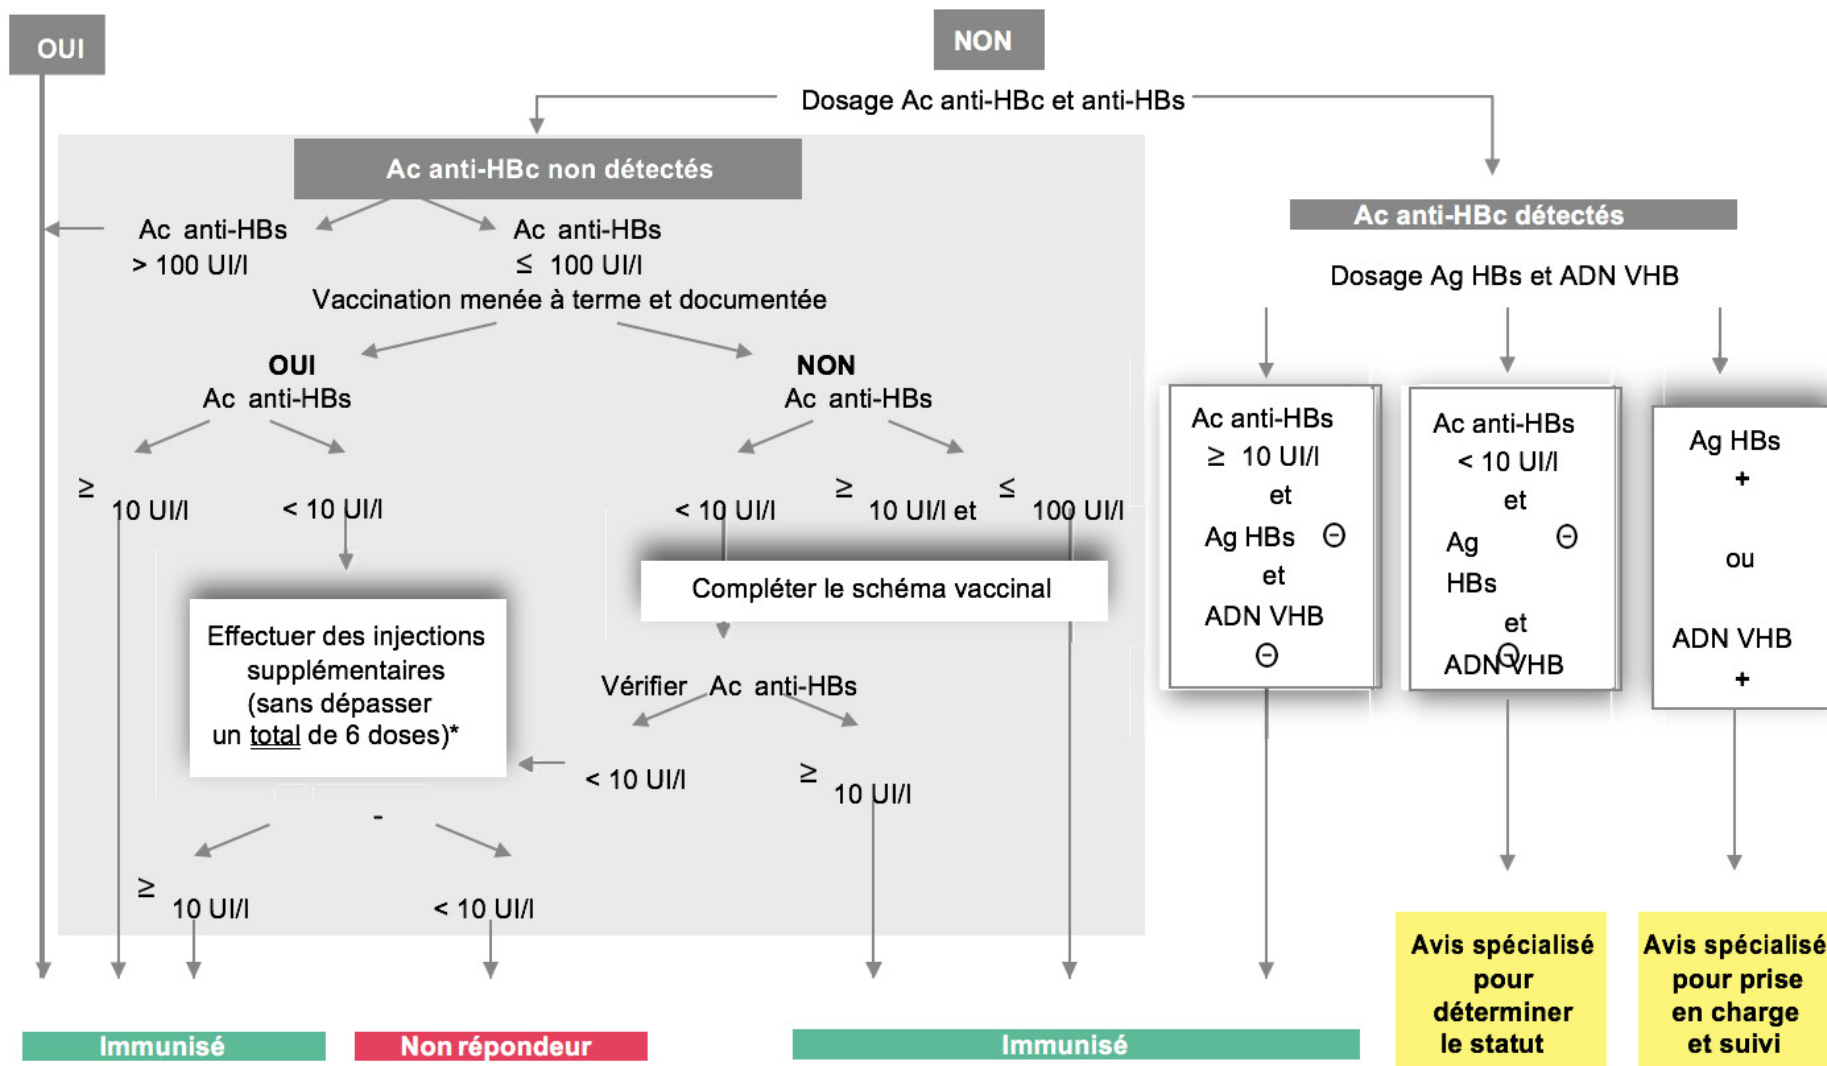 OUI
NON
Dosage Ac anti-HBc et anti-HBs
Ac anti-HBc non détectés
Ac anti-HBs
> 100 UI/l
Ac anti-HBs
≤ 100 UI/l
Vaccination menée à terme et documentée
OUI
Ac anti-HBs
NON
Ac anti-HBs
≥ 10 UI/l
< 10 UI/l
< 10 UI/l
≥ 10 UI/l et ≤ 100 UI/l
Effectuer des injections
supplémentaires
(sans dépasser
un total de 6 doses)*
Compléter le schéma vaccinal
Vérifier Ac anti-HBs
< 10 UI/l
≥ 10 UI/l
-
≥ 10 UI/l
< 10 UI/l
Ac anti-HBc détectés
Dosage Ag HBs et ADN VHB
Ac anti-HBs
≥ 10 UI/l
et
Ag HBs ⊖
et
ADN VHB
⊖
Ac anti-HBs
< 10 UI/l
et
Ag ⊖
HBs
et
ADN VHB ⊖
Ag HBs
+
ou
ADN VHB
+
Immunisé
Non répondeur
Immunisé
Avis spécialisé
pour
déterminer
le statut
Avis spécialisé
pour prise
en charge
et suivi